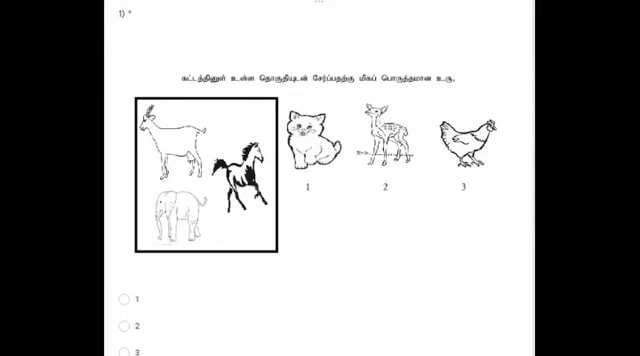 1) *
கட்டத்தினுள் உள்ள தொகுதியுடன் சேர்ப்பதற்கு மிகப் பொருத்தமான உரு.
1 2 3
1
2
3